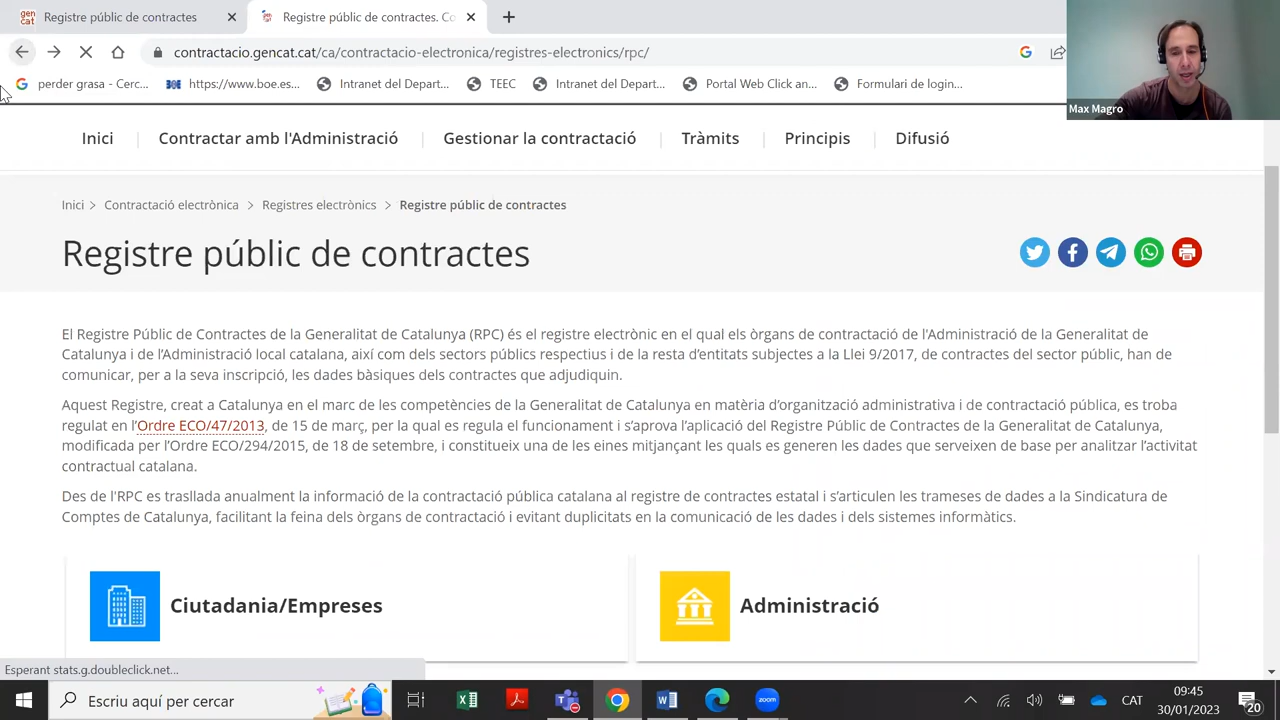 gen
cat
Registre públic de contractes
Registre públic de contractes. Co
contractacio.gencat.cat/ca/contractacio-electronica/registres-electronics/rpc/
perder grasa - Cerc...
https://www.boe.es...
Intranet del Depart...
TEEC
Intranet del Depart...
Portal Web Click an...
Formulari de login...
Max Magro
Inici
Contractar amb l'Administració
Gestionar la contractació
Tràmits
Principis
Difusió
Inici > Contractació electrònica > Registres electrònics > Registre públic de contractes
Registre públic de contractes
El Registre Públic de Contractes de la Generalitat de Catalunya (RPC) és el registre electrònic en el qual els òrgans de contractació de l'Administració de la Generalitat de
Catalunya i de l’Administració local catalana, així com dels sectors públics respectius i de la resta d’entitats subjectes a la Llei 9/2017, de contractes del sector públic, han de
comunicar, per a la seva inscripció, les dades bàsiques dels contractes que adjudiquin.
Aquest Registre, creat a Catalunya en el marc de les competències de la Generalitat de Catalunya en matèria d’organització administrativa i de contractació pública, es troba
regulat en l’Ordre ECO/47/2013, de 15 de març, per la qual es regula el funcionament i s’aprova l’aplicació del Registre Públic de Contractes de la Generalitat de Catalunya,
modificada per l’Ordre ECO/294/2015, de 18 de setembre, i constitueix una de les eines mitjançant les quals es generen les dades que serveixen de base per analitzar l’activitat
contractual catalana.
Des de l'RPC es trasllada anualment la informació de la contractació pública catalana al registre de contractes estatal i s’articulen les trameses de dades a la Sindicatura de
Comptes de Catalunya, facilitant la feina dels òrgans de contractació i evitant duplicitats en la comunicació de les dades i dels sistemes informàtics.
Ciutadania/Empreses
Administració
Esperant stats.g.doubleclick.net...
Escriu aquí per cercar
zoom
CAT
09:45
30/01/2023
20